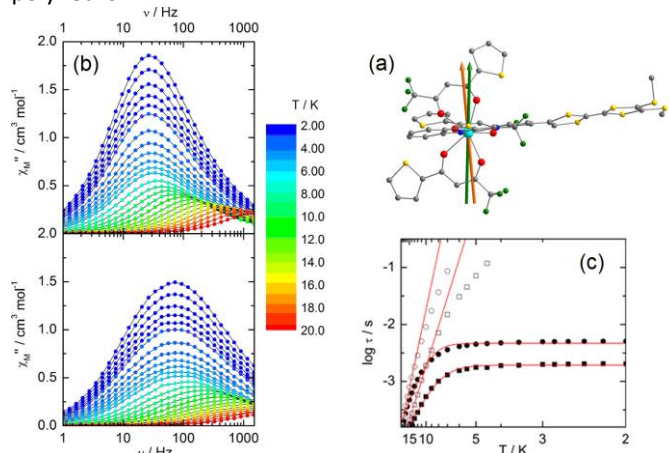 ν / Hz
1 10 100 1000
2.0
1.5
1.0
0.5
2.0
1.5
1.0
0.5
0.0
χM'' / cm3 mol-1
χM'' / cm3 mol-1
(b)
1 10 100 1000
T / K
2.00
4.00
6.00
8.00
10.0
12.0
14.0
16.0
18.0
20.0
(a)
(c)
log τ / s
-1
-2
-3
15 10 5 3 2
T / K